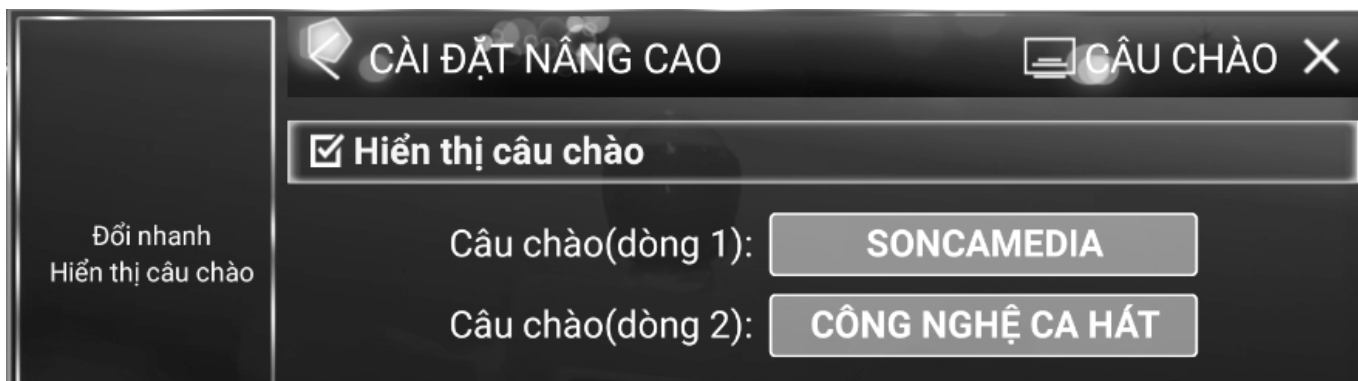 CÀI ĐẶT NÂNG CAO
CÂU CHÀO
Hiển thị câu chào
Đổi nhanh
Hiển thị câu chào
Câu chào(dòng 1): SONCAMEDIA
Câu chào(dòng 2): CÔNG NGHỆ CA HÁT